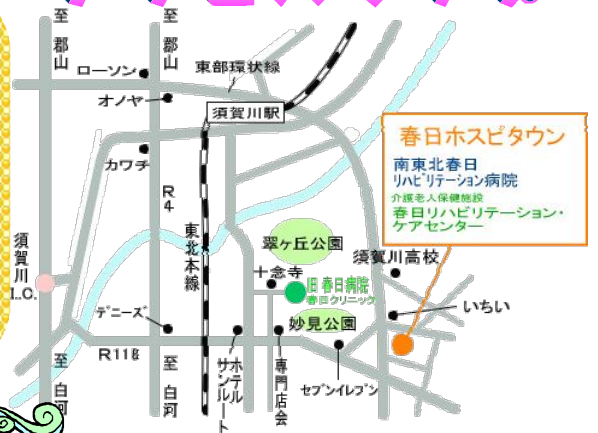 至 郡山
至 郡山
ローソン
東部環状線
オノヤ
須賀川駅
カワチ
R4
東北本線
春日ホスピタウン
南東北春日
リハビリテーション病院
介護老人保健施設
春日リハビリテーション・
ケアセンター
翠ヶ丘公園
須賀川高校
十念寺
旧 春日病院
春日クリニック
須賀川I.C.
いちい
デニーズ
妙見公園
R118
至 白河
至 白河
ホテル
サンルート
専門店会
セブンイレブン